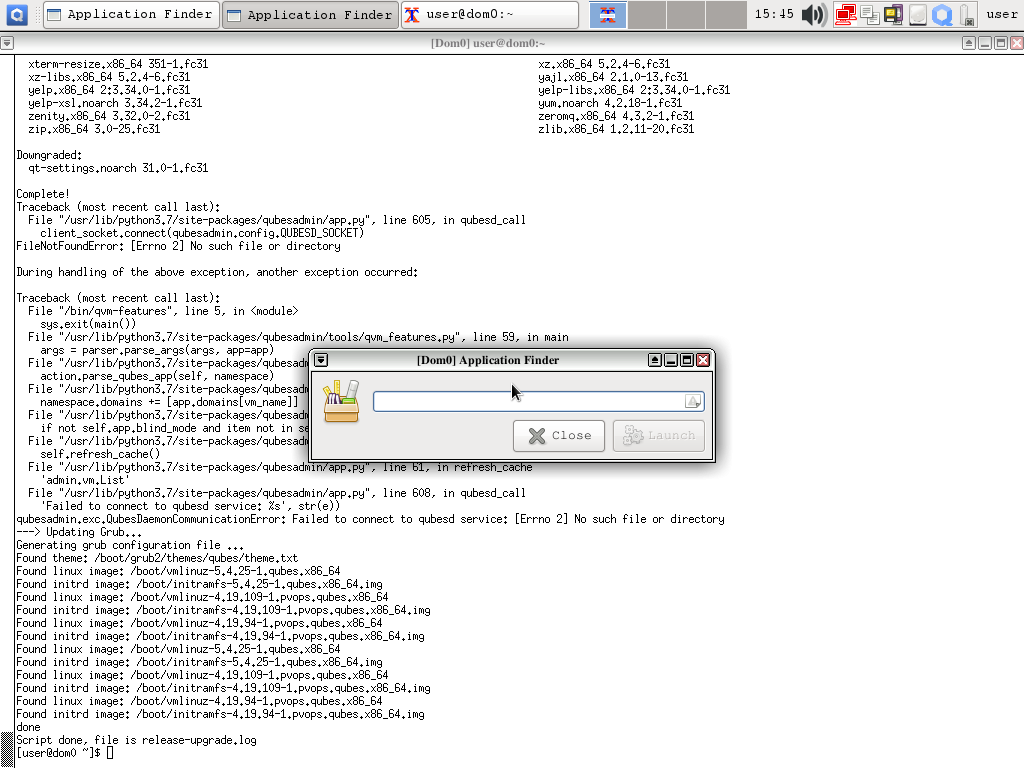 Application Finder
Application Finder
user@dom0:~
15:45
user
[Dom0] user@dom0:~
xterm-resize.x86_64 351-1.fc31 xz.x86_64 5.2.4-6.fc31
xz-libs.x86_64 5.2.4-6.fc31 yajl.x86_64 2.1.0-13.fc31
yelp.x86_64 2:3.34.0-1.fc31 yelp-libs.x86_64 2:3.34.0-1.fc31
yelp-xsl.noarch 3.34.2-1.fc31 yum.noarch 4.2.18-1.fc31
zenity.x86_64 3.32.0-2.fc31 zeromq.x86_64 4.3.2-1.fc31
zip.x86_64 3.0-25.fc31 zlib.x86_64 1.2.11-20.fc31
Downgraded:
qt-settings.noarch 31.0-1.fc31
Complete!
Traceback (most recent call last):
File "/usr/lib/python3.7/site-packages/qubesadmin/app.py", line 605, in qubesd_call
client_socket.connect(qubesadmin.config.QUBESD_SOCKET)
FileNotFoundError: [Errno 2] No such file or directory
During handling of the above exception, another exception occurred:
Traceback (most recent call last):
File "/bin/qvm-features", line 5, in <module>
sys.exit(main())
File "/usr/lib/python3.7/site-packages/qubesadmin/tools/qvm_features.py", line 59, in main
args = parser.parse_args(args, app=app)
File "/usr/lib/python3.7/site-packages/qubesadmin
action.parse_qubes_app(self, namespace)
File "/usr/lib/python3.7/site-packages/qubesadmin
namespace.domains += [app.domains[vm_name]]
File "/usr/lib/python3.7/site-packages/qubesadmin
if not self.app.blind_mode and item not in se
File "/usr/lib/python3.7/site-packages/qubesadmin
self.refresh_cache()
File "/usr/lib/python3.7/site-packages/qubesadmin/app.py", line 61, in refresh_cache
'admin.vm.List'
File "/usr/lib/python3.7/site-packages/qubesadmin/app.py", line 608, in qubesd_call
'Failed to connect to qubesd service: %s', str(e))
qubesadmin.exc.QubesDaemonCommunicationError: Failed to connect to qubesd service: [Errno 2] No such file or directory
---> Updating Grub...
Generating grub configuration file ...
Found theme: /boot/grub2/themes/qubes/theme.txt
Found linux image: /boot/vmlinuz-5.4.25-1.qubes.x86_64
Found initrd image: /boot/initramfs-5.4.25-1.qubes.x86_64.img
Found linux image: /boot/vmlinuz-4.19.109-1.pvops.qubes.x86_64
Found initrd image: /boot/initramfs-4.19.109-1.pvops.qubes.x86_64.img
Found linux image: /boot/vmlinuz-4.19.94-1.pvops.qubes.x86_64
Found initrd image: /boot/initramfs-4.19.94-1.pvops.qubes.x86_64.img
Found linux image: /boot/vmlinuz-5.4.25-1.qubes.x86_64
Found initrd image: /boot/initramfs-5.4.25-1.qubes.x86_64.img
Found linux image: /boot/vmlinuz-4.19.109-1.pvops.qubes.x86_64
Found initrd image: /boot/initramfs-4.19.109-1.pvops.qubes.x86_64.img
Found linux image: /boot/vmlinuz-4.19.94-1.pvops.qubes.x86_64
Found initrd image: /boot/initramfs-4.19.94-1.pvops.qubes.x86_64.img
done
Script done, file is release-upgrade.log
[user@dom0 ~]$
[Dom0] Application Finder
Close
Launch